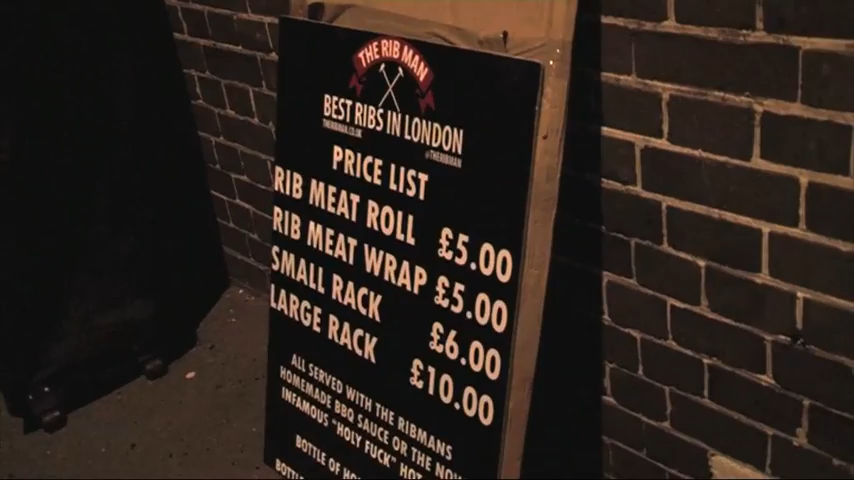 THE RIB MAN
BEST RIBS IN LONDON
THERIBMAN.CO.UK
@THERIBMAN
PRICE LIST
RIB MEAT ROLL £5.00
RIB MEAT WRAP £5.00
SMALL RACK £6.00
LARGE RACK £10.00
ALL SERVED WITH THE RIBMANS
HOMEMADE BBQ SAUCE OR THE NOW
INFAMOUS "HOLY FUCK" HOT
BOTTLE OF
BOTTL